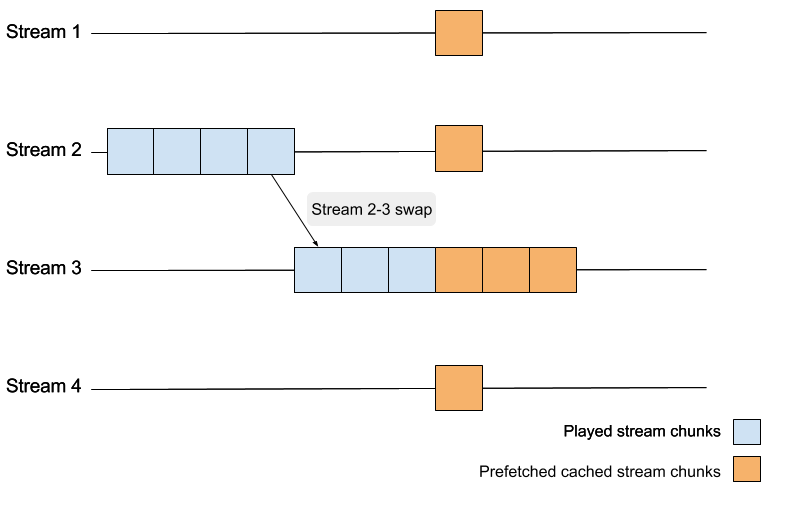 Stream 1
Stream 2
Stream 2-3 swap
Stream 3
Stream 4
Played stream chunks
Prefetched cached stream chunks